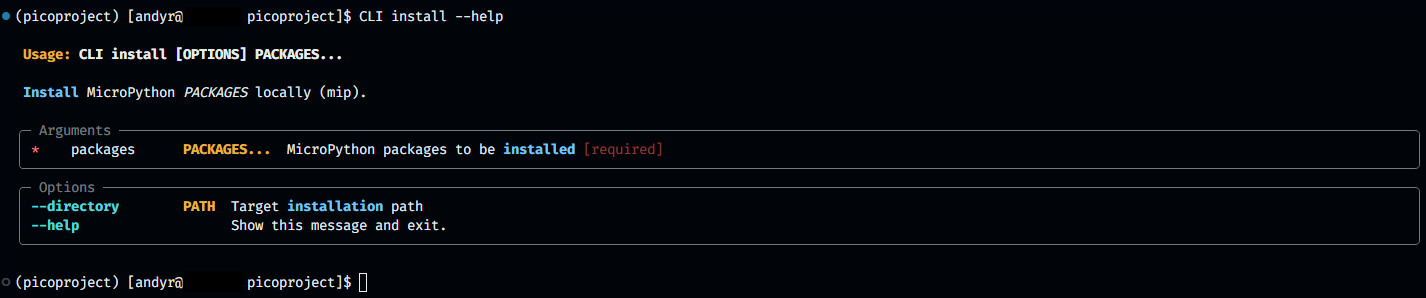 (picoproject) [andyr@ picoproject]$ CLI install --help
Usage: CLI install [OPTIONS] PACKAGES...
Install MicroPython PACKAGES locally (mip).
Arguments
* packages PACKAGES... MicroPython packages to be installed [required]
Options
--directory PATH Target installation path
--help Show this message and exit.
(picoproject) [andyr@ picoproject]$